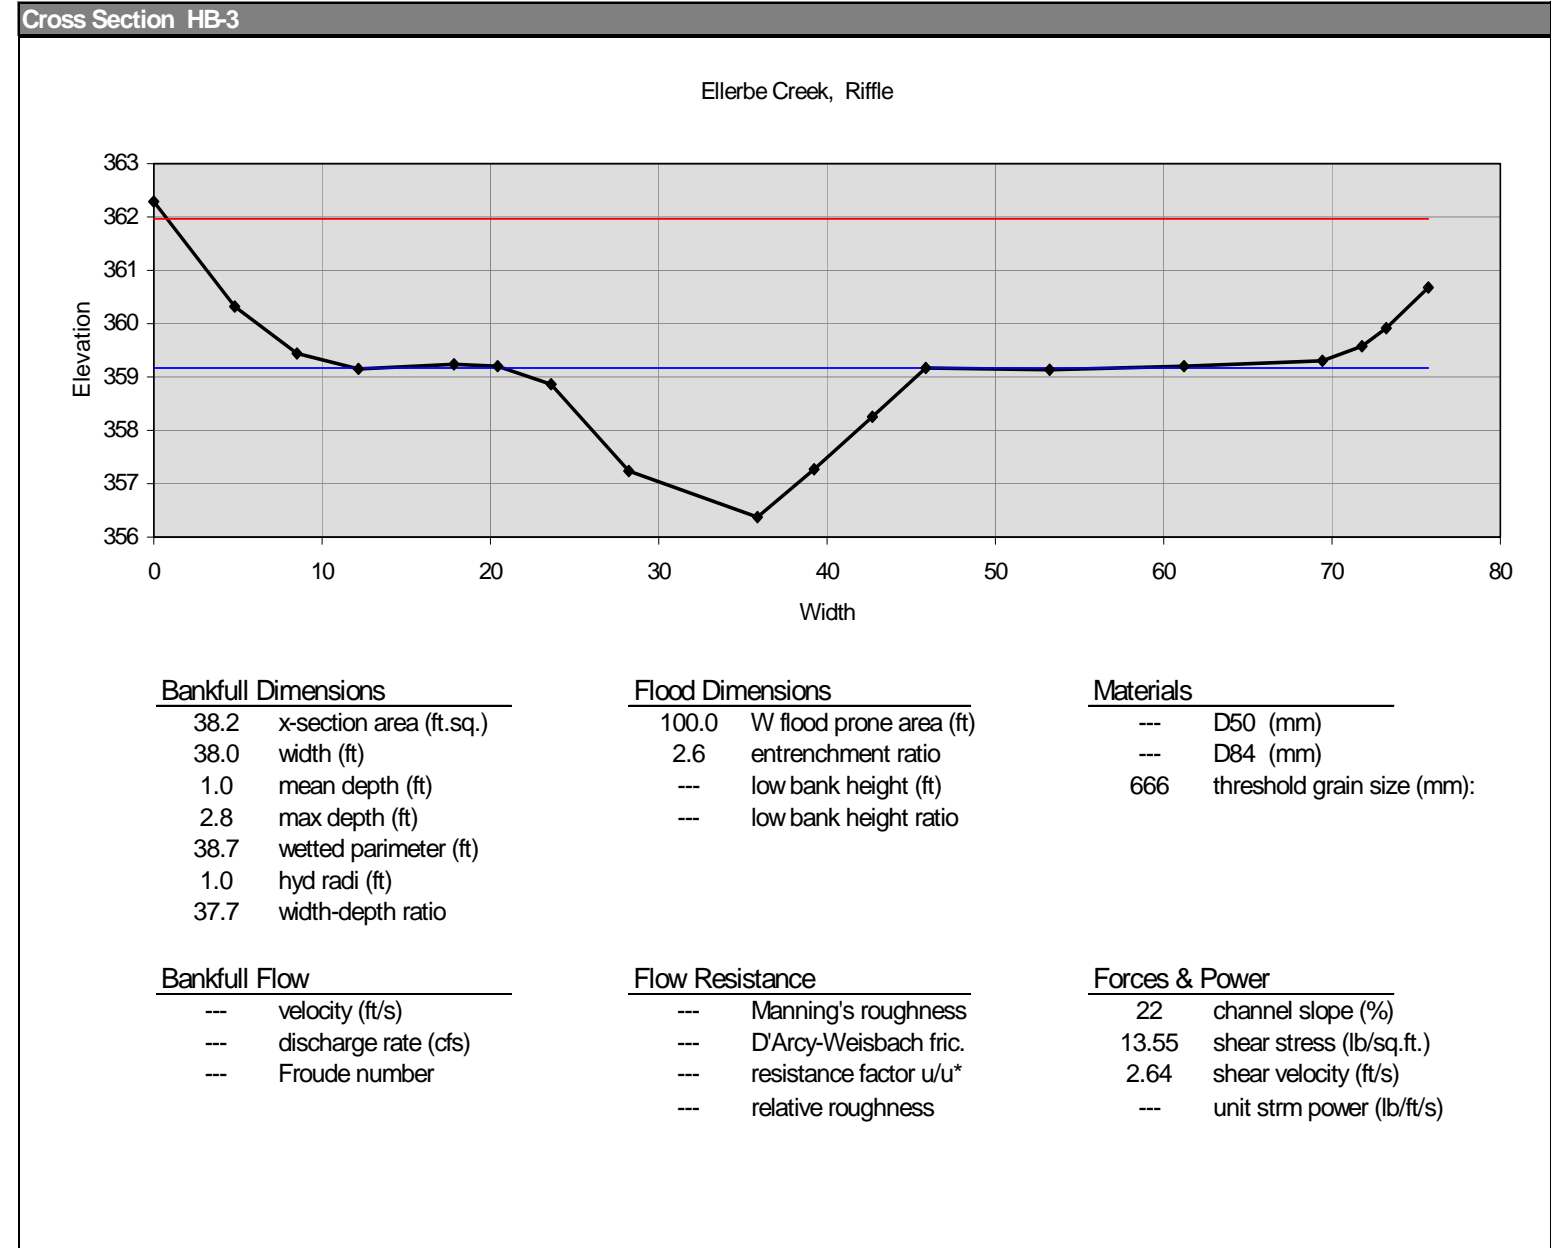 Cross Section HB-3
Ellerbe Creek, Riffle
363
362
361
360
359
358
357
356
Elevation
0 10 20 30 40 50 60 70 80
Width
Bankfull Dimensions
38.2 x-section area (ft.sq.)
38.0 width (ft)
1.0 mean depth (ft)
2.8 max depth (ft)
38.7 wetted parimeter (ft)
1.0 hyd radi (ft)
37.7 width-depth ratio
Flood Dimensions
100.0 W flood prone area (ft)
2.6 entrenchment ratio
--- low bank height (ft)
--- low bank height ratio
Materials
--- D50 (mm)
--- D84 (mm)
666 threshold grain size (mm):
Bankfull Flow
--- velocity (ft/s)
--- discharge rate (cfs)
--- Froude number
Flow Resistance
--- Manning's roughness
--- D'Arcy-Weisbach fric.
--- resistance factor u/u*
--- relative roughness
Forces & Power
22 channel slope (%)
13.55 shear stress (lb/sq.ft.)
2.64 shear velocity (ft/s)
--- unit strm power (lb/ft/s)